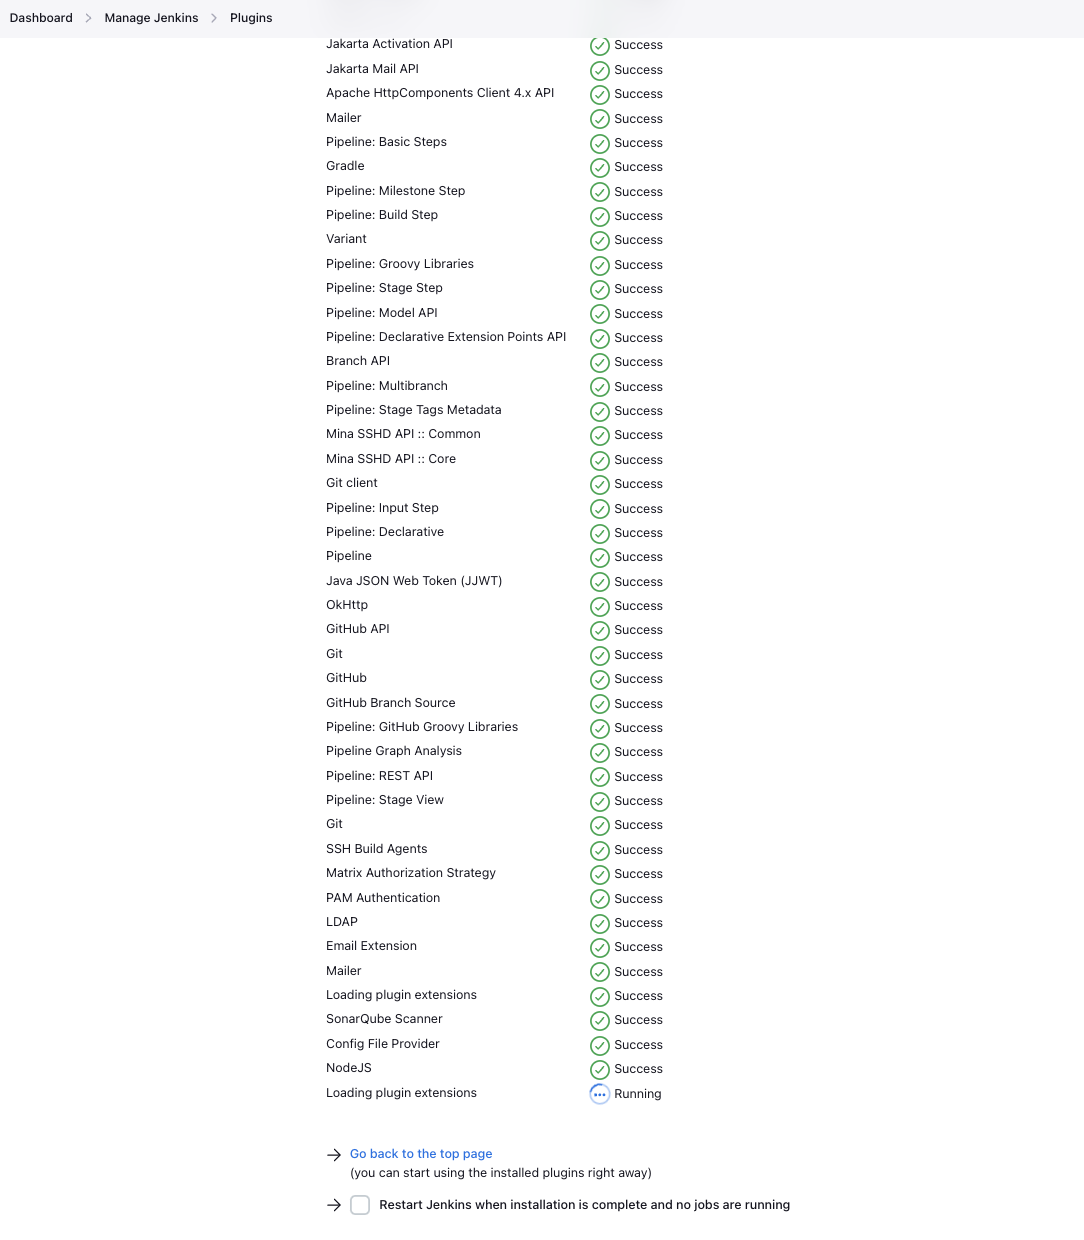 Dashboard > Manage Jenkins > Plugins
Jakarta Activation API Success
Jakarta Mail API Success
Apache HttpComponents Client 4.x API Success
Mailer Success
Pipeline: Basic Steps Success
Gradle Success
Pipeline: Milestone Step Success
Pipeline: Build Step Success
Variant Success
Pipeline: Groovy Libraries Success
Pipeline: Stage Step Success
Pipeline: Model API Success
Pipeline: Declarative Extension Points API Success
Branch API Success
Pipeline: Multibranch Success
Pipeline: Stage Tags Metadata Success
Mina SSHD API :: Common Success
Mina SSHD API :: Core Success
Git client Success
Pipeline: Input Step Success
Pipeline: Declarative Success
Pipeline Success
Java JSON Web Token (JJWT) Success
OkHttp Success
GitHub API Success
Git Success
GitHub Success
GitHub Branch Source Success
Pipeline: GitHub Groovy Libraries Success
Pipeline Graph Analysis Success
Pipeline: REST API Success
Pipeline: Stage View Success
Git Success
SSH Build Agents Success
Matrix Authorization Strategy Success
PAM Authentication Success
LDAP Success
Email Extension Success
Mailer Success
Loading plugin extensions Success
SonarQube Scanner Success
Config File Provider Success
NodeJS Success
Loading plugin extensions Running
→ Go back to the top page
(you can start using the installed plugins right away)
→ Restart Jenkins when installation is complete and no jobs are running